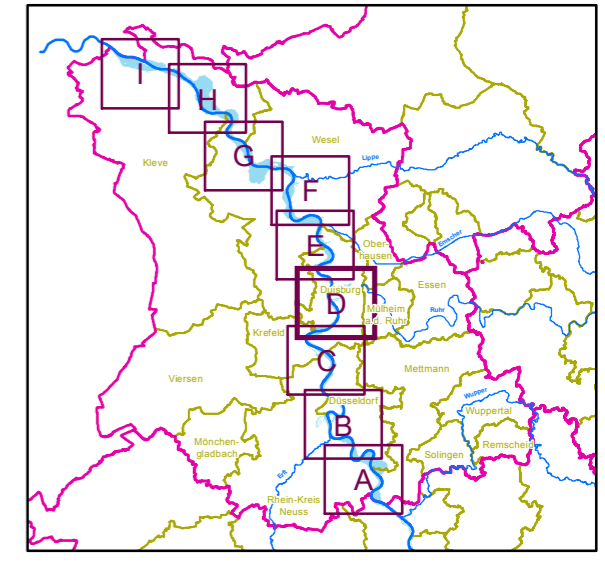 I
H
Wesel
G
Kleve
Lippe
F
E
Ober-
hausen
Emscher
Duisburg
D
Essen
Mülheim
a.d. Ruhr
Ruhr
Krefeld
C
Mettmann
Viersen
Wupper
Düsseldorf
Wuppertal
B
Mönchen-
gladbach
Remscheid
Solingen
Erft
A
Rhein-Kreis
Neuss